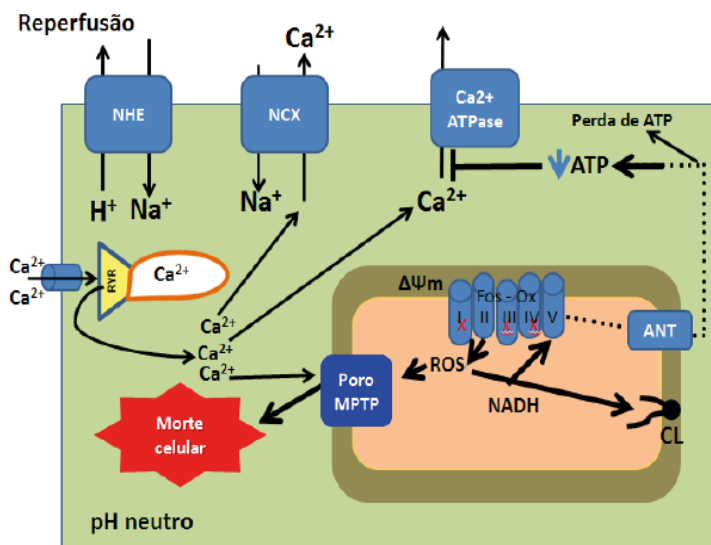 Reperfusão
Ca²⁺
NHE
NCX
Ca2+
ATPase
Perda de ATP
ATP
H⁺
Na⁺
Na⁺
Ca²⁺
Ca²⁺
Ca²⁺
RYR
Ca²⁺
Ca²⁺
Ca²⁺
Ca²⁺
ΔΨm
Fos - Ox
I II III IV V
X X X
ANT
ROS
Poro
MPTP
NADH
CL
Morte
celular
pH neutro